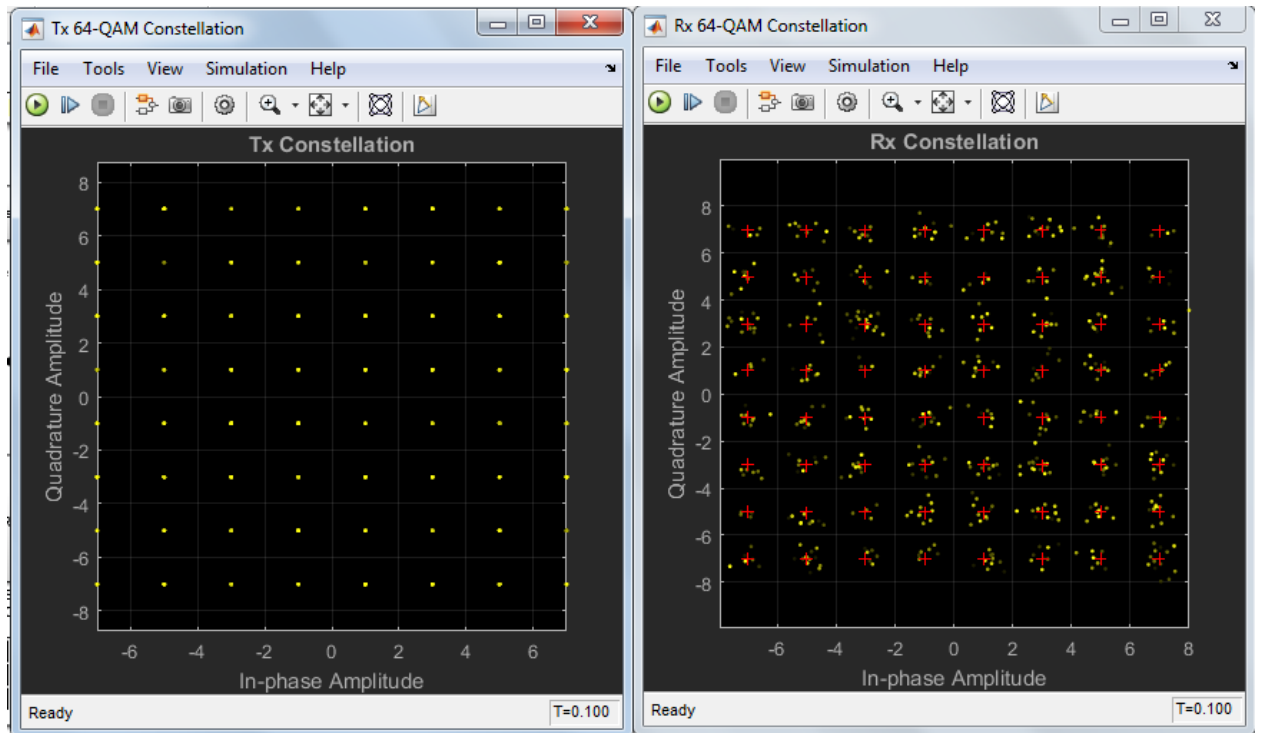 Tx 64-QAM Constellation
File Tools View Simulation Help
Tx Constellation
Quadrature Amplitude
8
6
4
2
0
-2
-4
-6
-8
-6 -4 -2 0 2 4 6
In-phase Amplitude
Ready T=0.100
Rx 64-QAM Constellation
File Tools View Simulation Help
Rx Constellation
Quadrature Amplitude
8
6
4
2
0
-2
-4
-6
-8
-6 -4 -2 0 2 4 6 8
In-phase Amplitude
Ready T=0.100